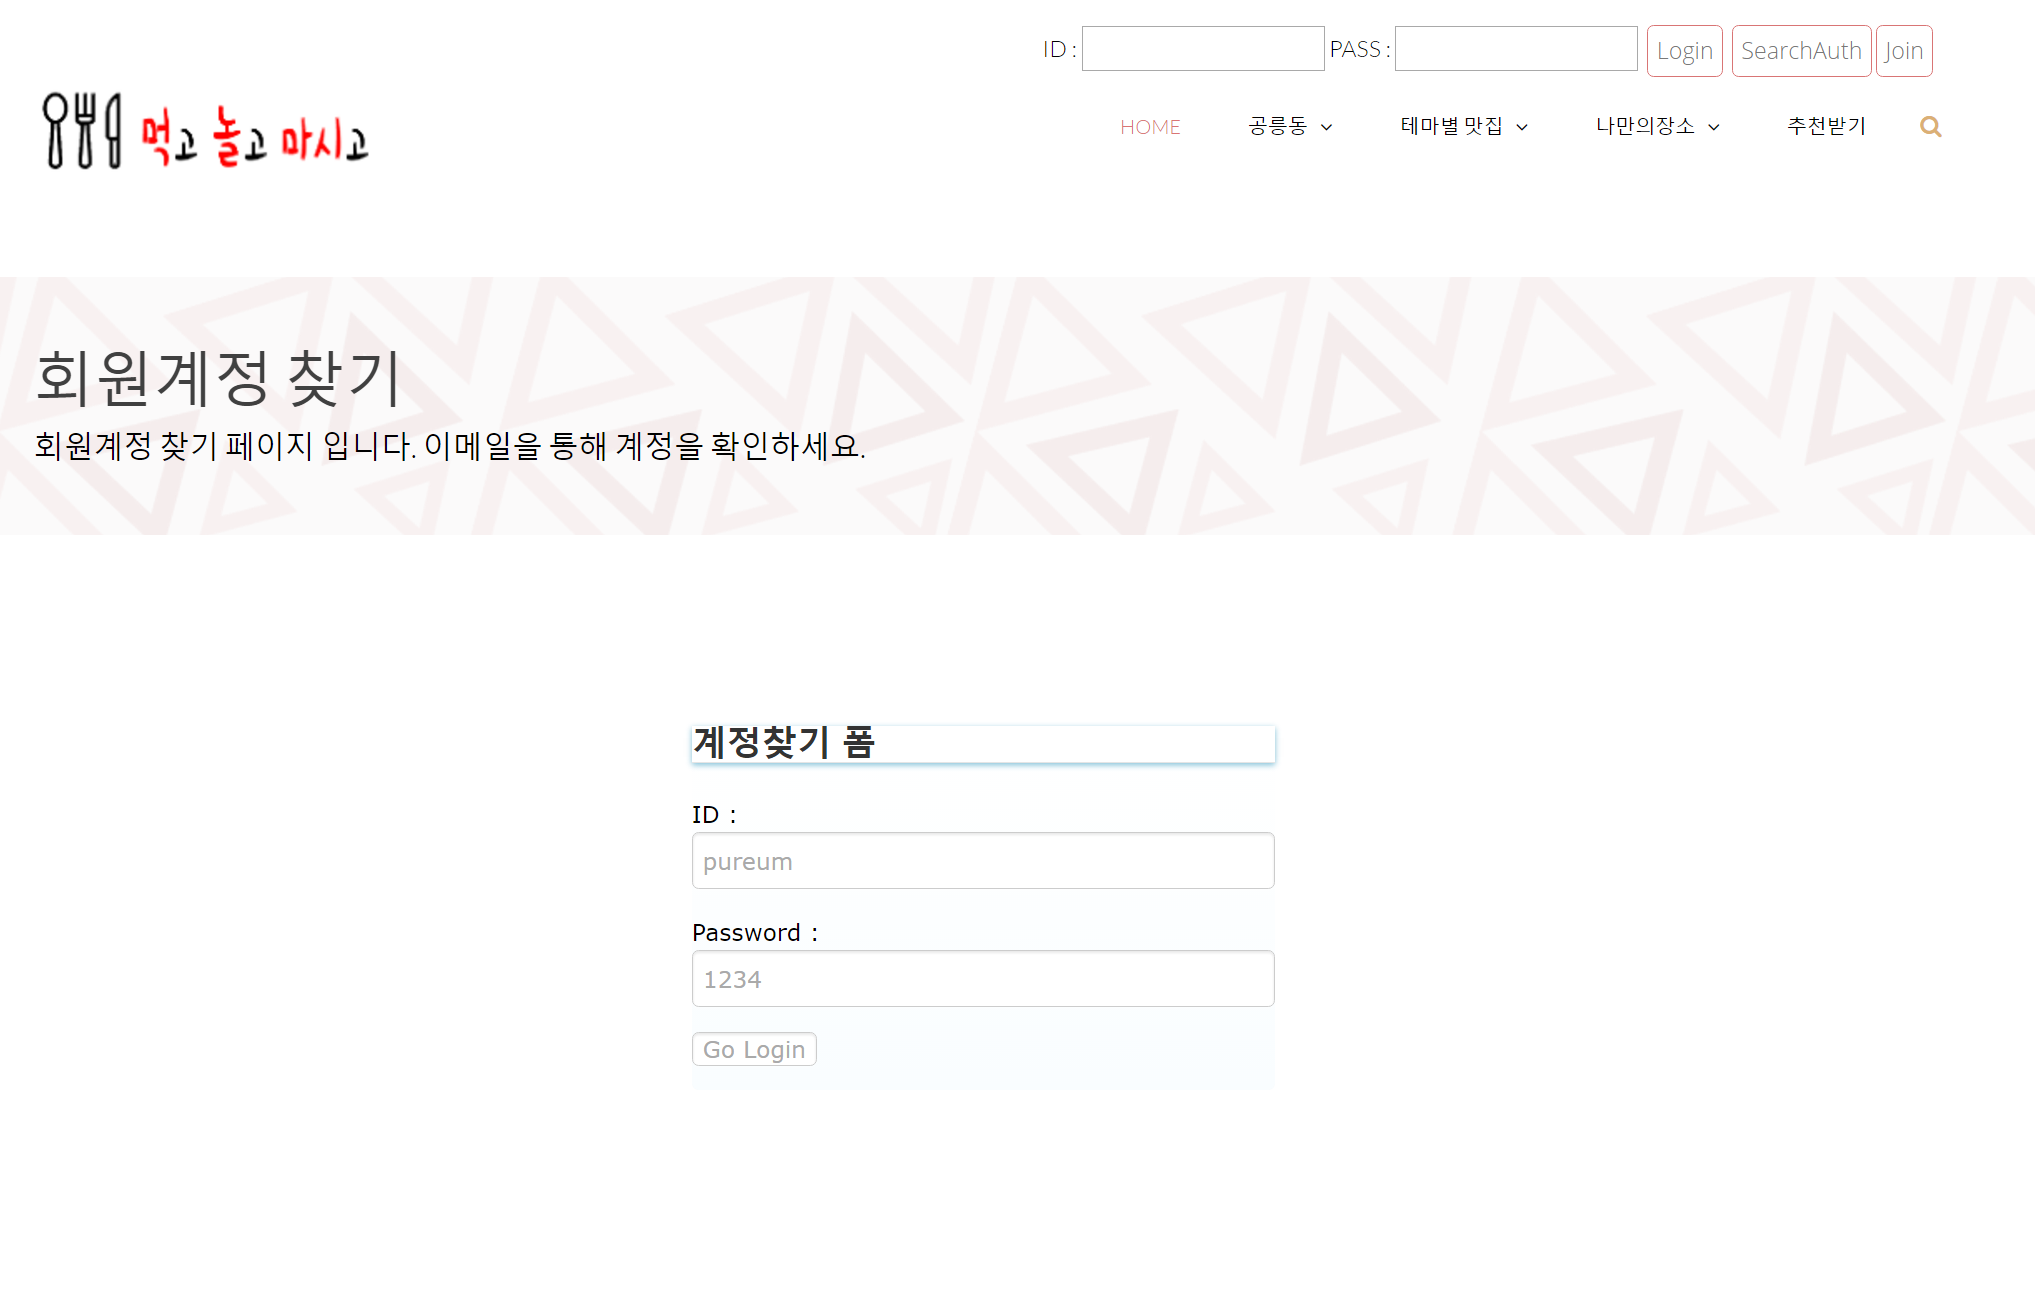 ID : PASS : Login SearchAuth Join
먹고 놀고 마시고
HOME 공릉동 테마별 맛집 나만의장소 추천받기
회원계정 찾기
회원계정 찾기 페이지 입니다. 이메일을 통해 계정을 확인하세요.
계정찾기 폼
ID :
pureum
Password :
1234
Go Login